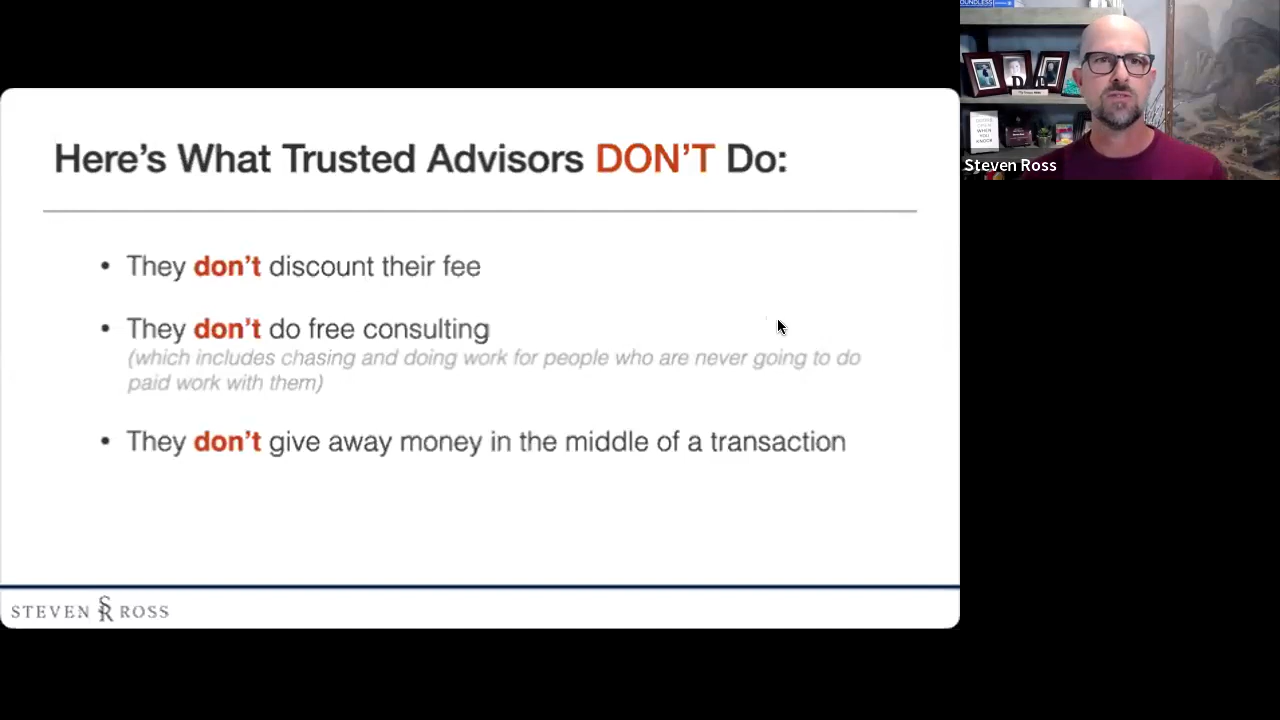 Here's What Trusted Advisors DON'T Do:
• They don't discount their fee
• They don't do free consulting
(which includes chasing and doing work for people who are never going to do
paid work with them)
• They don't give away money in the middle of a transaction
STEVEN SR ROSS
Steven Ross